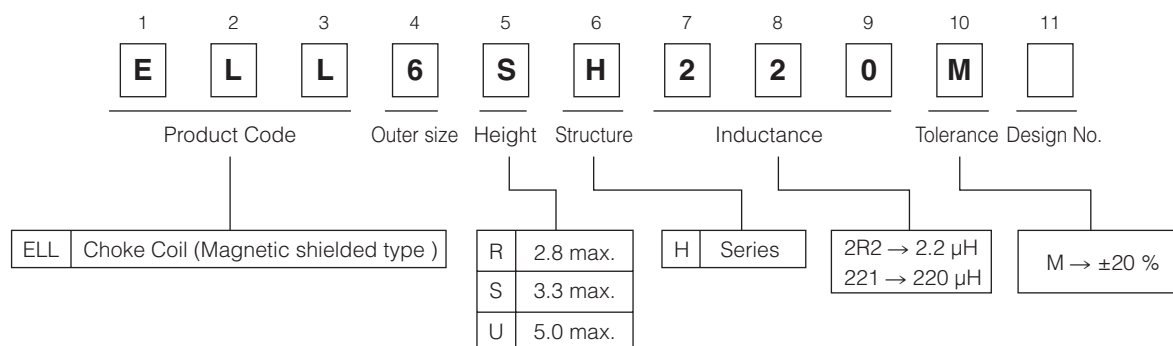 1 2 3 4 5 6 7 8 9 10 11
E L L 6 S H 2 2 0 M
Product Code Outer size Height Structure Inductance Tolerance Design No.
ELL Choke Coil (Magnetic shielded type )
R 2.8 max.
S 3.3 max.
U 5.0 max.
H Series
2R2 → 2.2 µH
221 → 220 µH
M → ±20 %